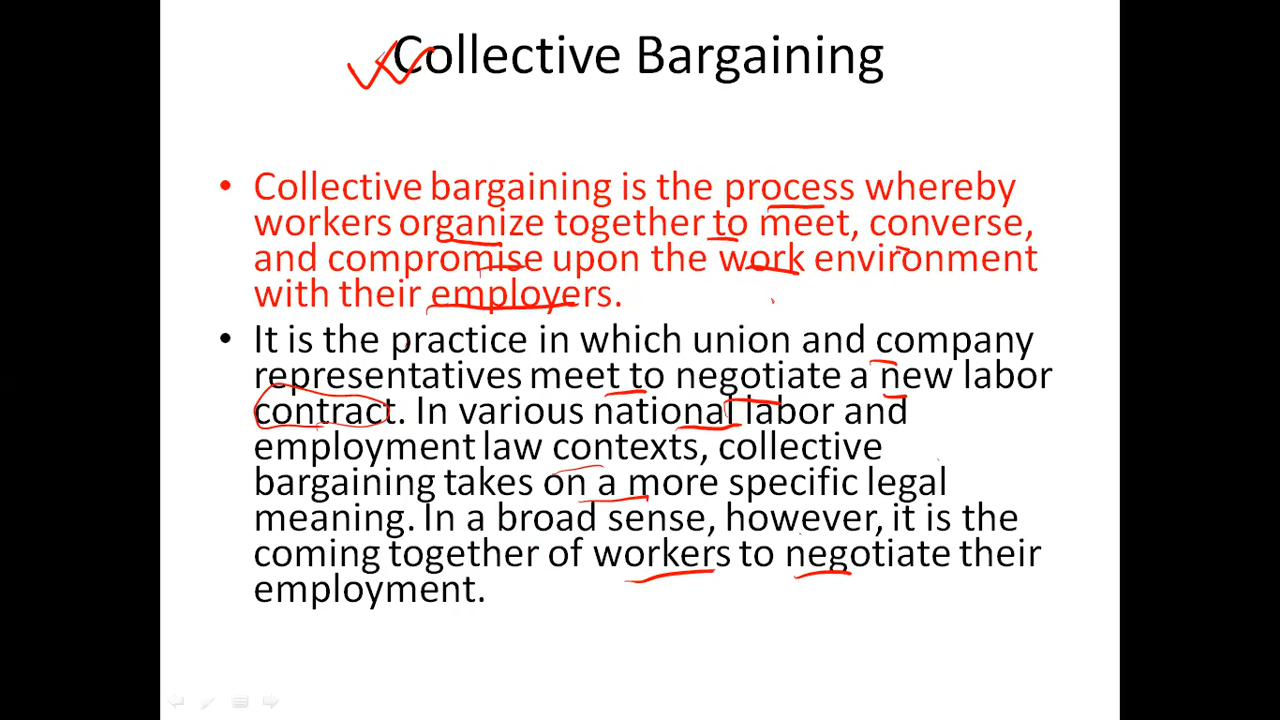 Collective Bargaining
• Collective bargaining is the process whereby
workers organize together to meet, converse,
and compromise upon the work environment
with their employers.
• It is the practice in which union and company
representatives meet to negotiate a new labor
contract. In various national labor and
employment law contexts, collective
bargaining takes on a more specific legal
meaning. In a broad sense, however, it is the
coming together of workers to negotiate their
employment.